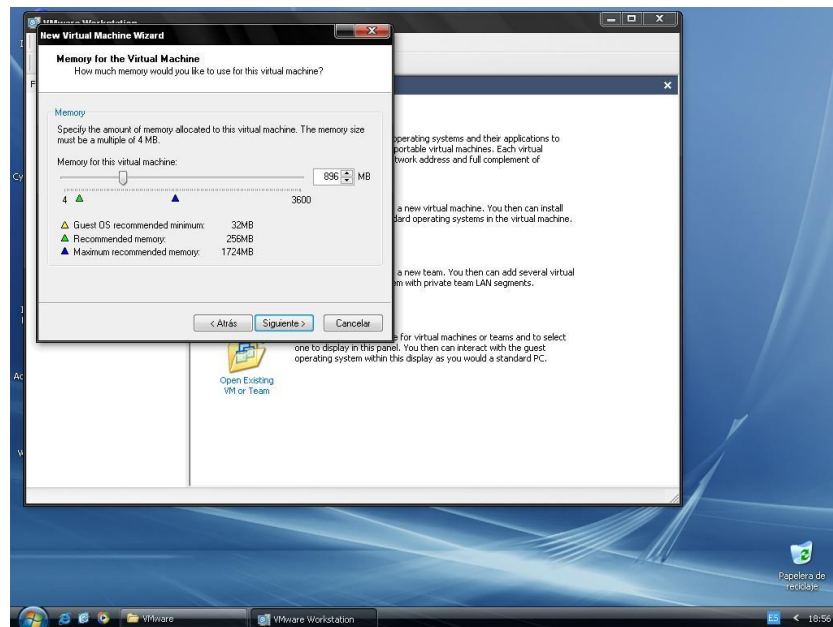 VMware Workstation
New Virtual Machine Wizard
Memory for the Virtual Machine
How much memory would you like to use for this virtual machine?
Memory
Specify the amount of memory allocated to this virtual machine. The memory size
must be a multiple of 4 MB.
Memory for this virtual machine:
896 MB
4 3600
Guest OS recommended minimum: 32MB
Recommended memory: 256MB
Maximum recommended memory: 1724MB
< Atrás Siguiente > Cancelar
operating systems and their applications to
portable virtual machines. Each virtual
network address and full complement of
a new virtual machine. You then can install
standard operating systems in the virtual machine.
a new team. You then can add several virtual
with private team LAN segments.
for virtual machines or teams and to select
one to display in this panel. You then can interact with the guest
operating system within this display as you would a standard PC.
Open Existing
VM or Team
Papelera de
reciclaje
VMware
VMware Workstation
ES < 18:56